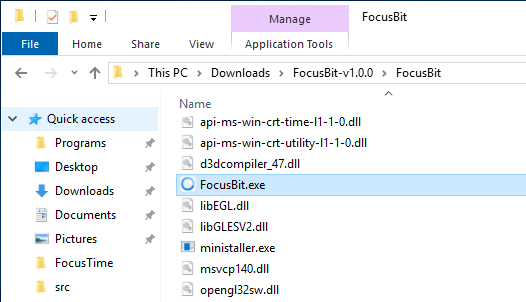 Manage
FocusBit
File
Home
Share
View
Application Tools
This PC > Downloads > FocusBit-v1.0.0 > FocusBit
Name
Quick access
Programs
Desktop
Downloads
Documents
Pictures
FocusTime
src
api-ms-win-crt-time-l1-1-0.dll
api-ms-win-crt-utility-l1-1-0.dll
d3dcompiler_47.dll
FocusBit.exe
libEGL.dll
libGLESV2.dll
ministaller.exe
msvcp140.dll
opengl32sw.dll